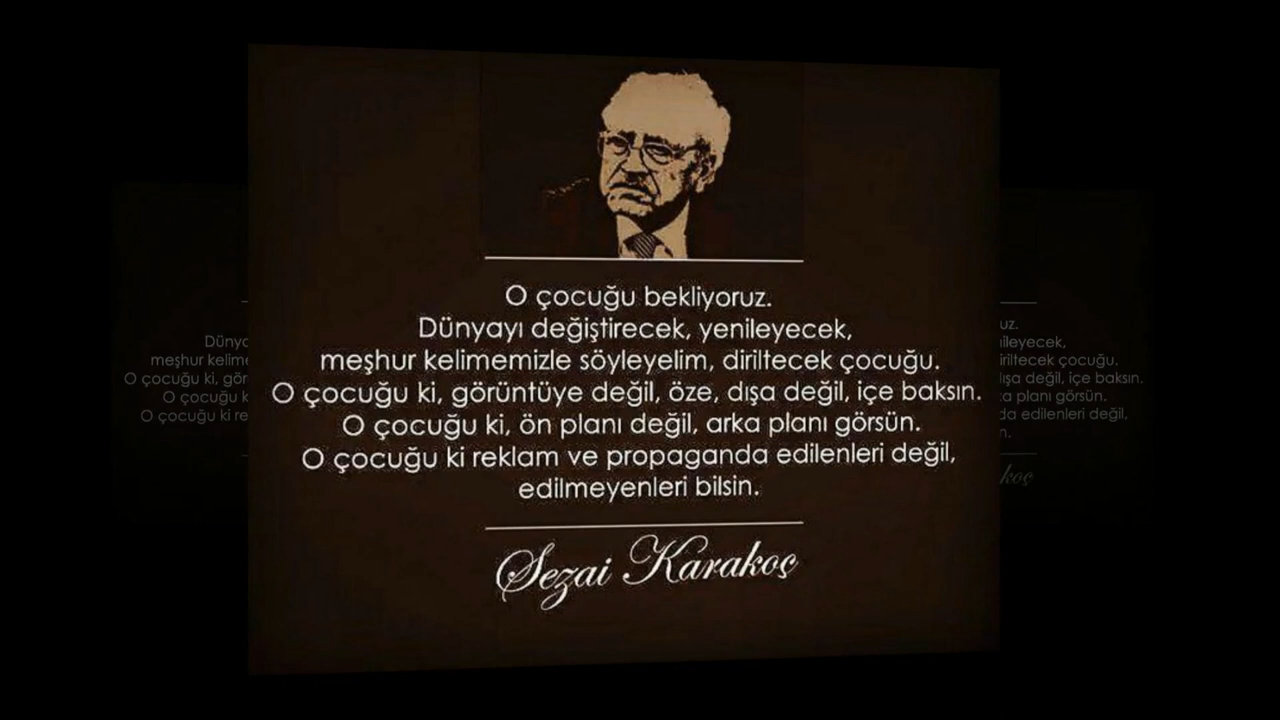 O çocuğu bekliyoruz.
Dünyayı değiştirecek, yenileyecek,
meşhur kelimemizle söyleyelim, diriltecek çocuğu.
O çocuğu ki, görüntüye değil, öze, dışa değil, içe baksın.
O çocuğu ki, ön planı değil, arka planı görsün.
O çocuğu ki reklam ve propaganda edilenleri değil,
edilmeyenleri bilsin.
Sezai Karakoç